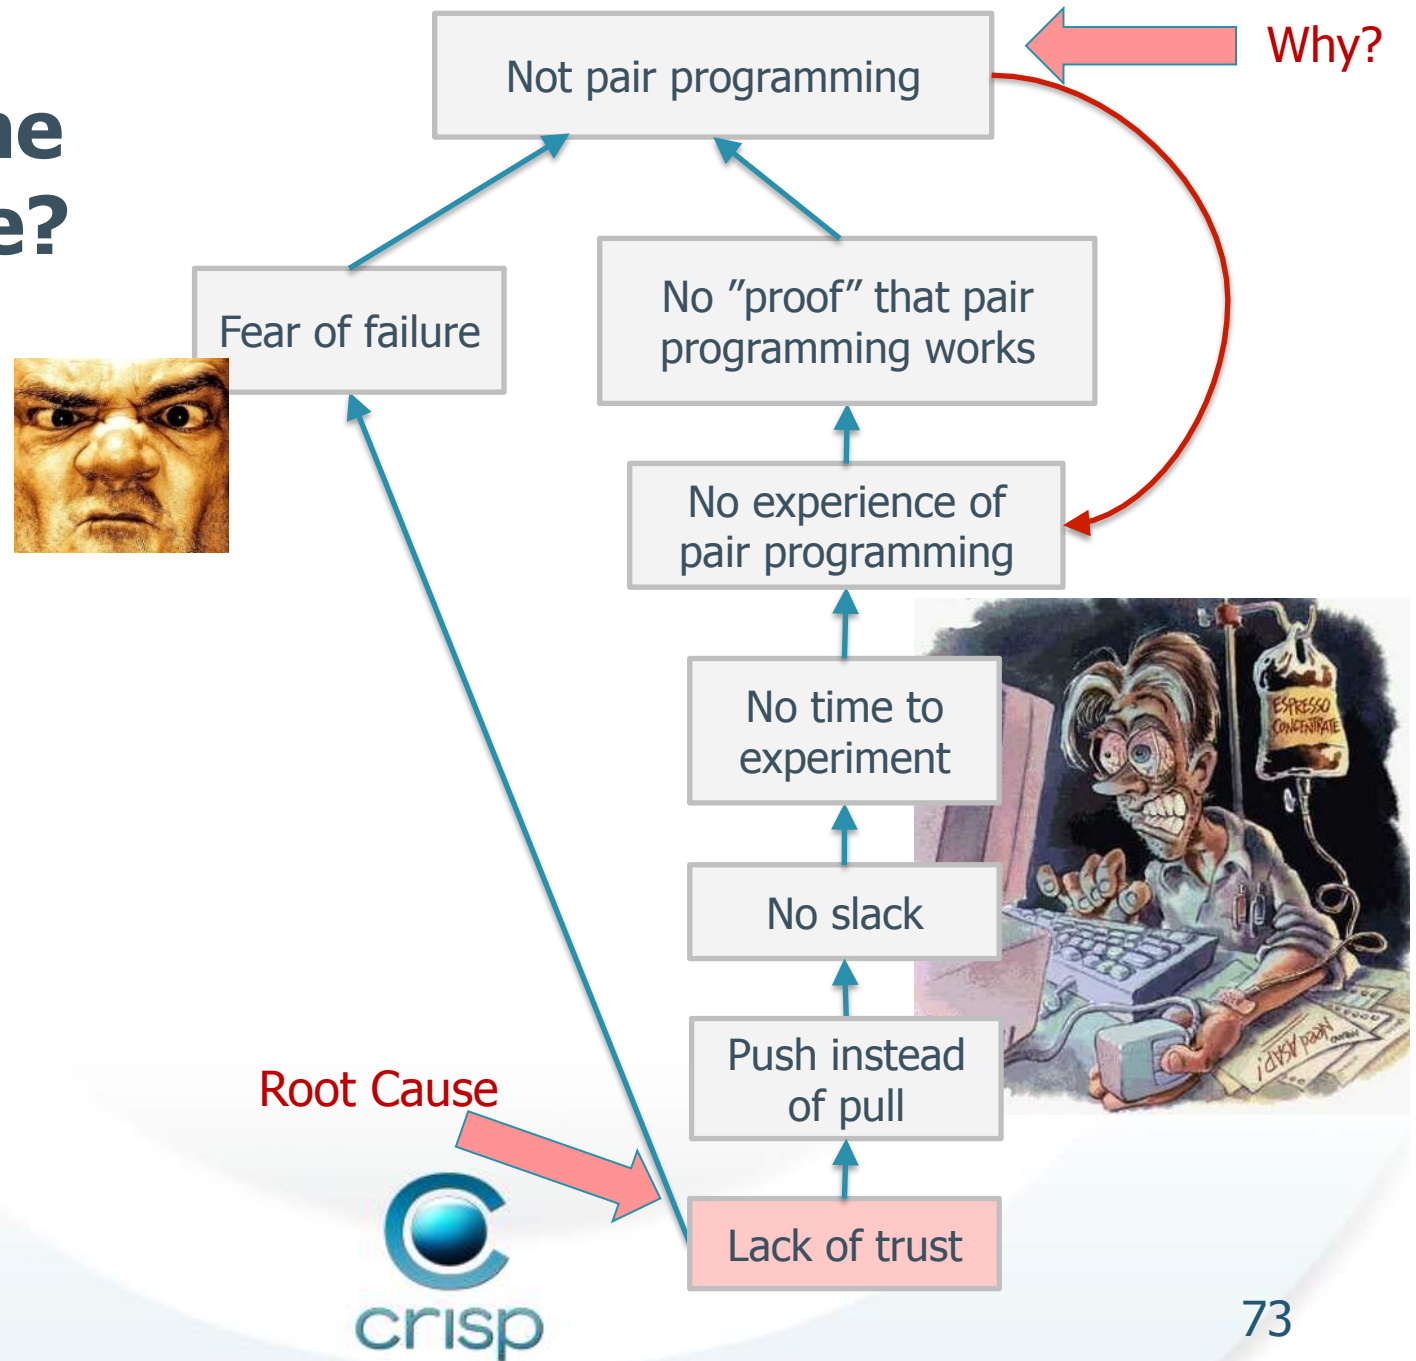 Not pair programming
Why?
ne
e?
Fear of failure
No ”proof” that pair
programming works
No experience of
pair programming
No time to
experiment
ESPRESSO
CONCENTRATE
No slack
Push instead
of pull
Need ASAP!
Root Cause
Lack of trust
crisp
73